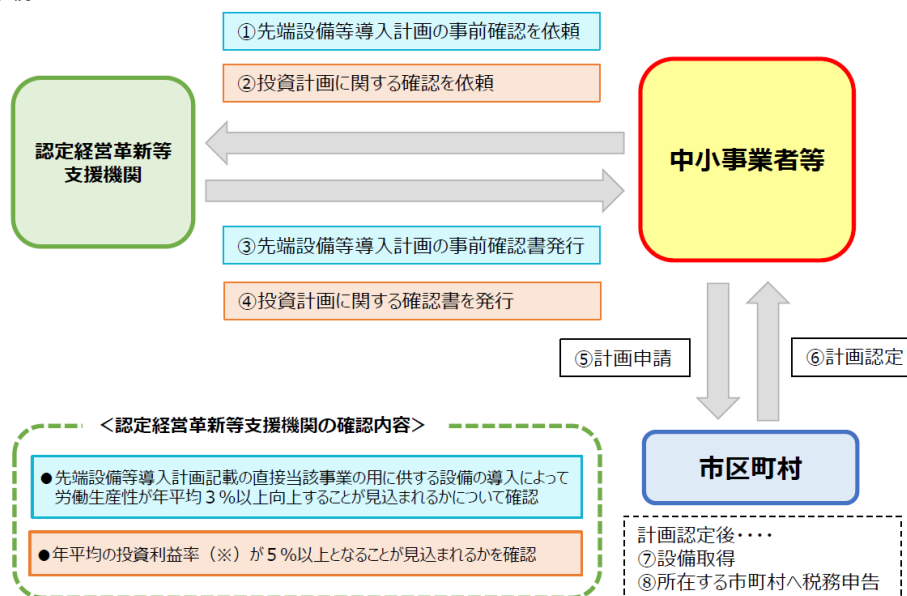 ①先端設備等導入計画の事前確認を依頼
②投資計画に関する確認を依頼
認定経営革新等
支援機関
中小事業者等
③先端設備等導入計画の事前確認書発行
④投資計画に関する確認書を発行
⑤計画申請
⑥計画認定
＜認定経営革新等支援機関の確認内容＞
●先端設備等導入計画記載の直接当該事業の用に供する設備の導入によって
労働生産性が年平均３％以上向上することが見込まれるかについて確認
●年平均の投資利益率（※）が５％以上となることが見込まれるかを確認
市区町村
計画認定後・・・・
⑦設備取得
⑧所在する市町村へ税務申告